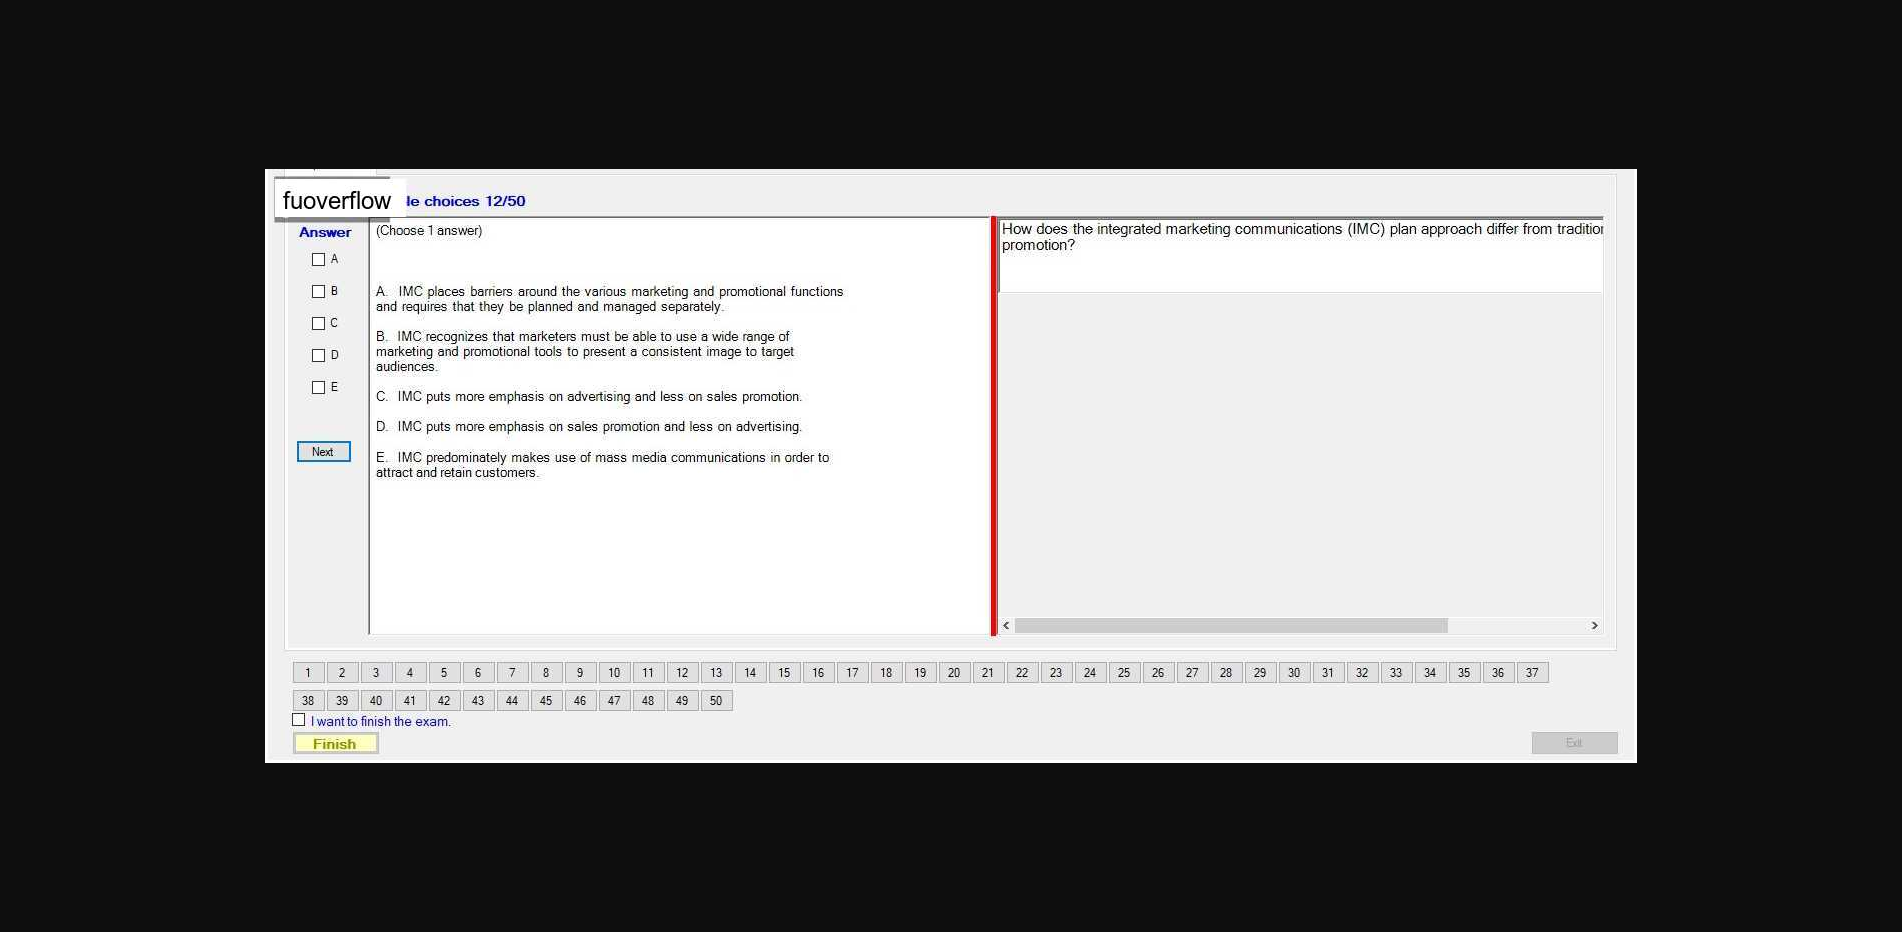 fuoverflow
le choices 12/50
Answer
(Choose 1 answer)
A
B
C
D
E
Next
A. IMC places barriers around the various marketing and promotional functions
and requires that they be planned and managed separately.
B. IMC recognizes that marketers must be able to use a wide range of
marketing and promotional tools to present a consistent image to target
audiences.
C. IMC puts more emphasis on advertising and less on sales promotion.
D. IMC puts more emphasis on sales promotion and less on advertising.
E. IMC predominately makes use of mass media communications in order to
attract and retain customers.
How does the integrated marketing communications (IMC) plan approach differ from tradition
promotion?
1 2 3 4 5 6 7 8 9 10 11 12 13 14 15 16 17 18 19 20 21 22 23 24 25 26 27 28 29 30 31 32 33 34 35 36 37
38 39 40 41 42 43 44 45 46 47 48 49 50
I want to finish the exam.
Finish
Exit